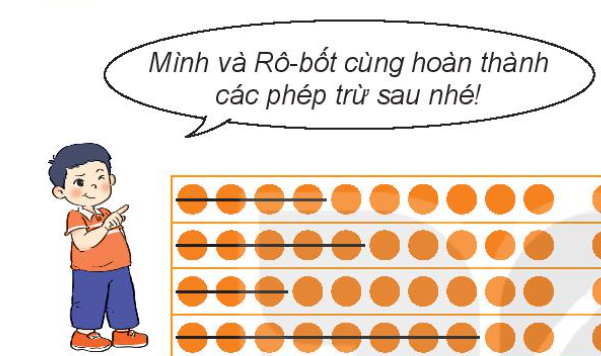 Mình và Rô-bốt cùng hoàn thành
các phép trừ sau nhé!